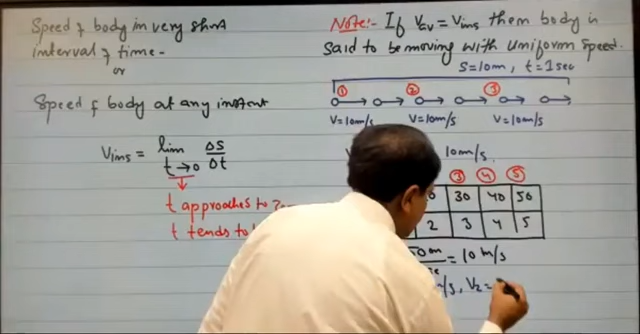 Speed of body in very short
interval of time-
or
Speed of body at any instant
Vins = lim ΔS
t→0 Δt
t approaches to
t tends to
Note:- If Vav = Vins them body is
said to be moving with uniform speed.
S=10m, t=1sec
① ② ③
V=10m/s V=10m/s V=10m/s
10m/s.
③ ④ ⑤
30 40 50
2 3 4 5
= 10 m/s
m/s, V2=